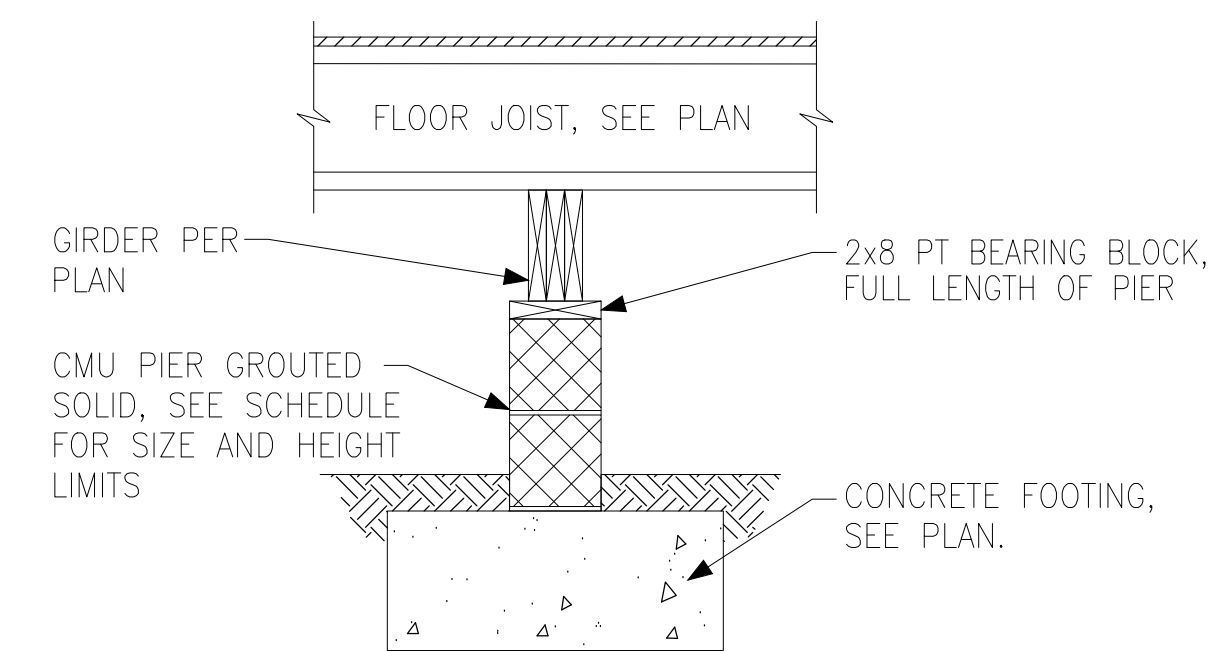 FLOOR JOIST, SEE PLAN
GIRDER PER
PLAN
2x8 PT BEARING BLOCK,
FULL LENGTH OF PIER
CMU PIER GROUTED
SOLID, SEE SCHEDULE
FOR SIZE AND HEIGHT
LIMITS
CONCRETE FOOTING,
SEE PLAN.